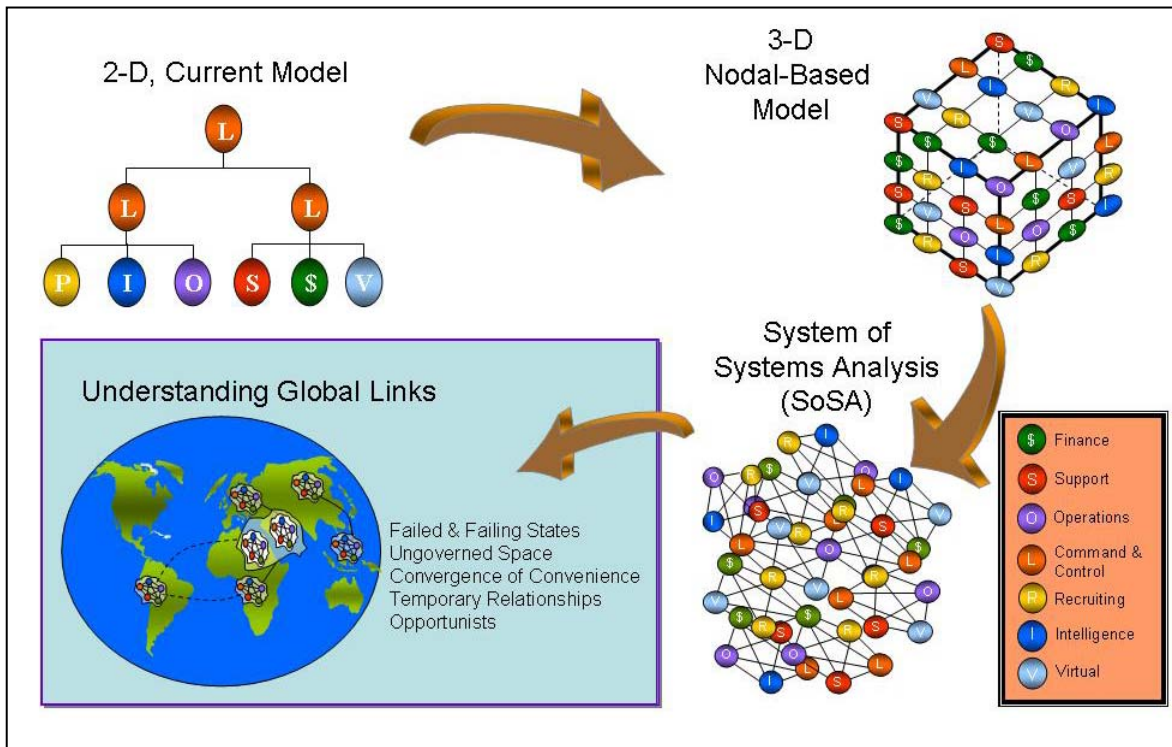 2-D, Current Model
L
L L
P I O S $ V
3-D
Nodal-Based
Model
S
$
L
I R
V I
V
R
S
O
$ L
$ I L V
R R
O
S $ S
S I
V
$ L
O $
O
R I
R
S
V
System of
Systems Analysis
(SoSA)
I
R R
$ O
O R I
V L
S R V
I V L S
R
L O $
L
$ R R
V O
L
V $ $
R S R S V
O O L
L
I S
$ Finance
S Support
O Operations
L Command &
Control
R Recruiting
I Intelligence
V Virtual
Understanding Global Links
Failed & Failing States
Ungoverned Space
Convergence of Convenience
Temporary Relationships
Opportunists